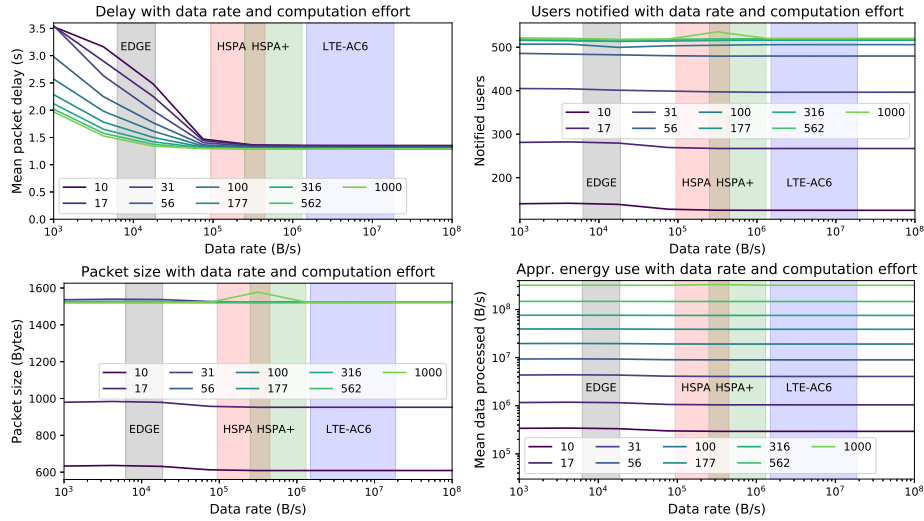 Delay with data rate and computation effort
Mean packet delay (s)
3.5
3.0
2.5
2.0
1.5
1.0
0.5
0.0
EDGE
HSPA HSPA+
LTE-AC6
10 31 100 316 1000
17 56 177 562
10^3 10^4 10^5 10^6 10^7 10^8
Data rate (B/s)
Users notified with data rate and computation effort
Notified users
500
400
300
200
10 31 100 316 1000
17 56 177 562
EDGE
HSPA HSPA+
LTE-AC6
10^3 10^4 10^5 10^6 10^7 10^8
Data rate (B/s)
Packet size with data rate and computation effort
Packet size (Bytes)
1600
1400
1200
1000
800
600
10 31 100 316 1000
17 56 177 562
EDGE
HSPA HSPA+
LTE-AC6
10^3 10^4 10^5 10^6 10^7 10^8
Data rate (B/s)
Appr. energy use with data rate and computation effort
Mean data processed (B/s)
10^8
10^7
10^6
10^5
EDGE
HSPA HSPA+
LTE-AC6
10 31 100 316 1000
17 56 177 562
10^3 10^4 10^5 10^6 10^7 10^8
Data rate (B/s)